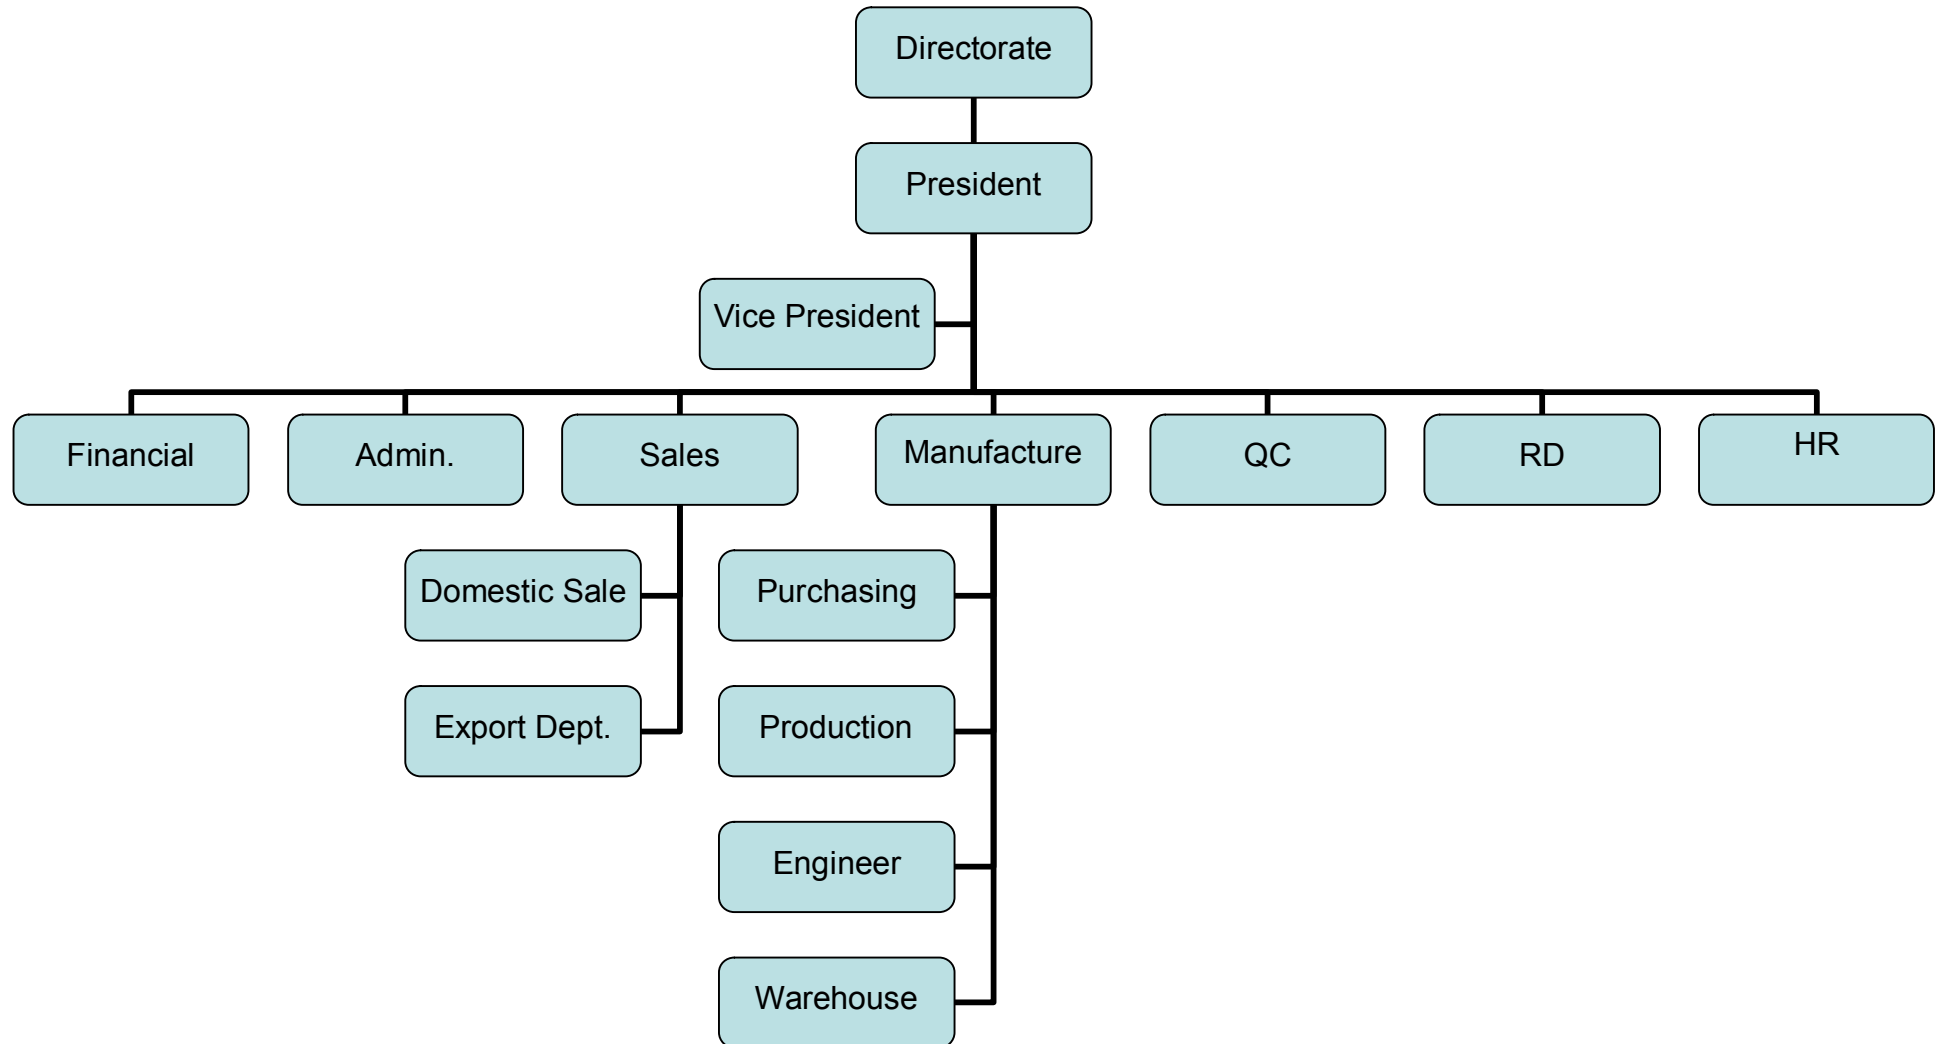 Directorate
President
Vice President
Financial
Admin.
Sales
Manufacture
QC
RD
HR
Domestic Sale
Purchasing
Export Dept.
Production
Engineer
Warehouse